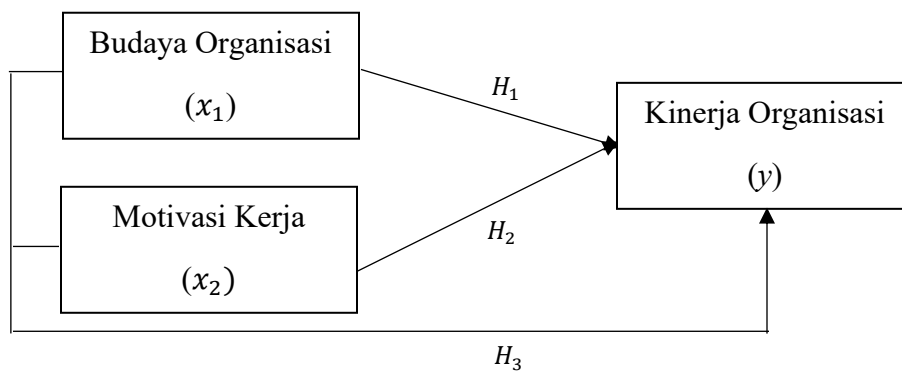 Budaya Organisasi
(x₁)
H₁
Kinerja Organisasi
(y)
Motivasi Kerja
(x₂)
H₂
H₃